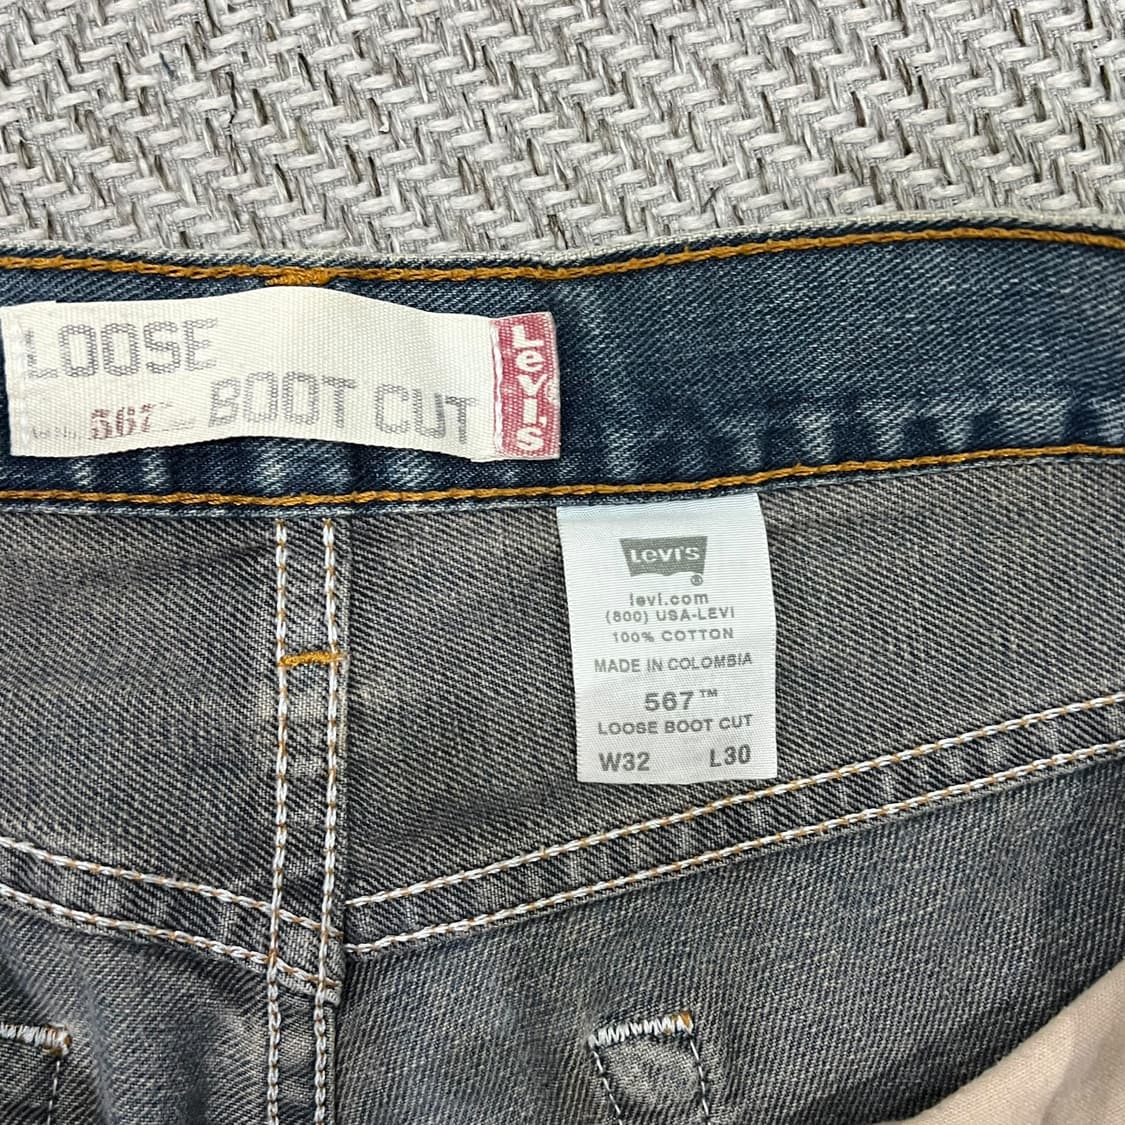 LOOSE
BOOT CUT
567
Levi's
Levi's
®
levi.com
(800) USA-LEVI
100% COTTON
MADE IN COLOMBIA
567™
LOOSE BOOT CUT
W32 L30